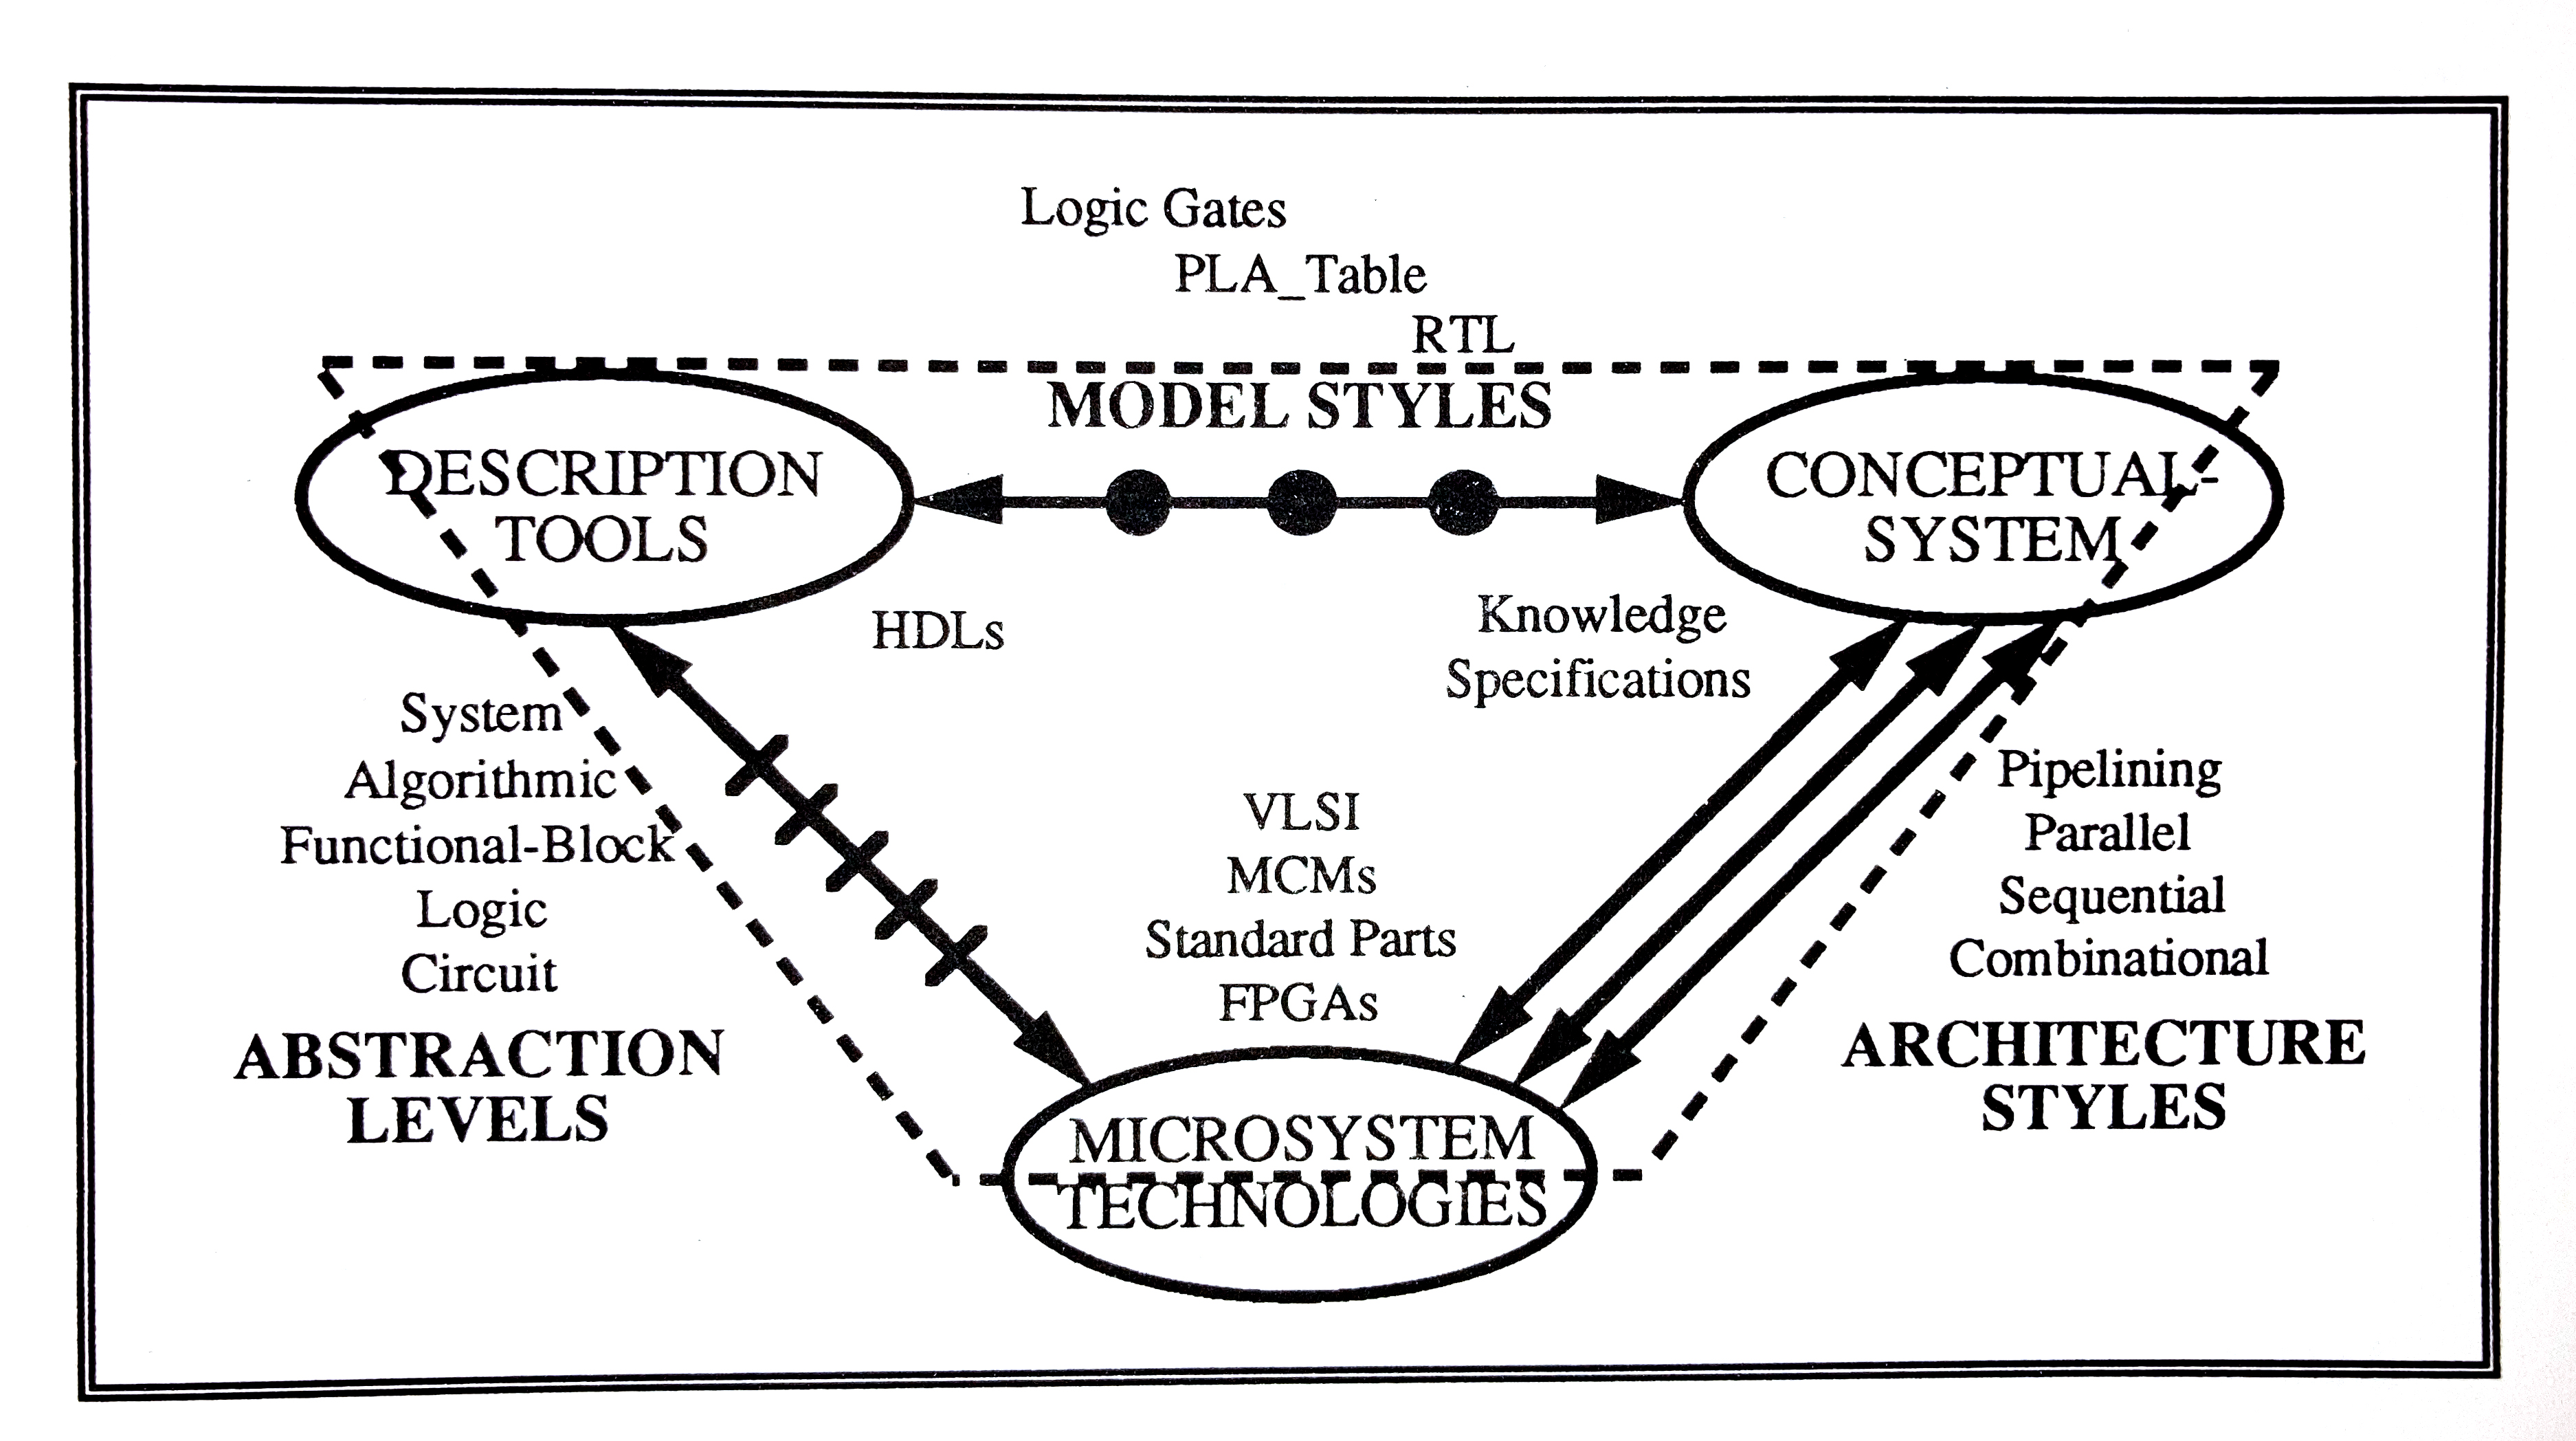 Logic Gates
PLA_Table
RTL
MODEL STYLES
DESCRIPTION
TOOLS
CONCEPTUAL-
SYSTEM
HDLs
Knowledge
Specifications
System
Algorithmic
Functional-Block
Logic
Circuit
ABSTRACTION
LEVELS
VLSI
MCMs
Standard Parts
FPGAs
Pipelining
Parallel
Sequential
Combinational
ARCHITECTURE
STYLES
MICROSYSTEM
TECHNOLOGIES